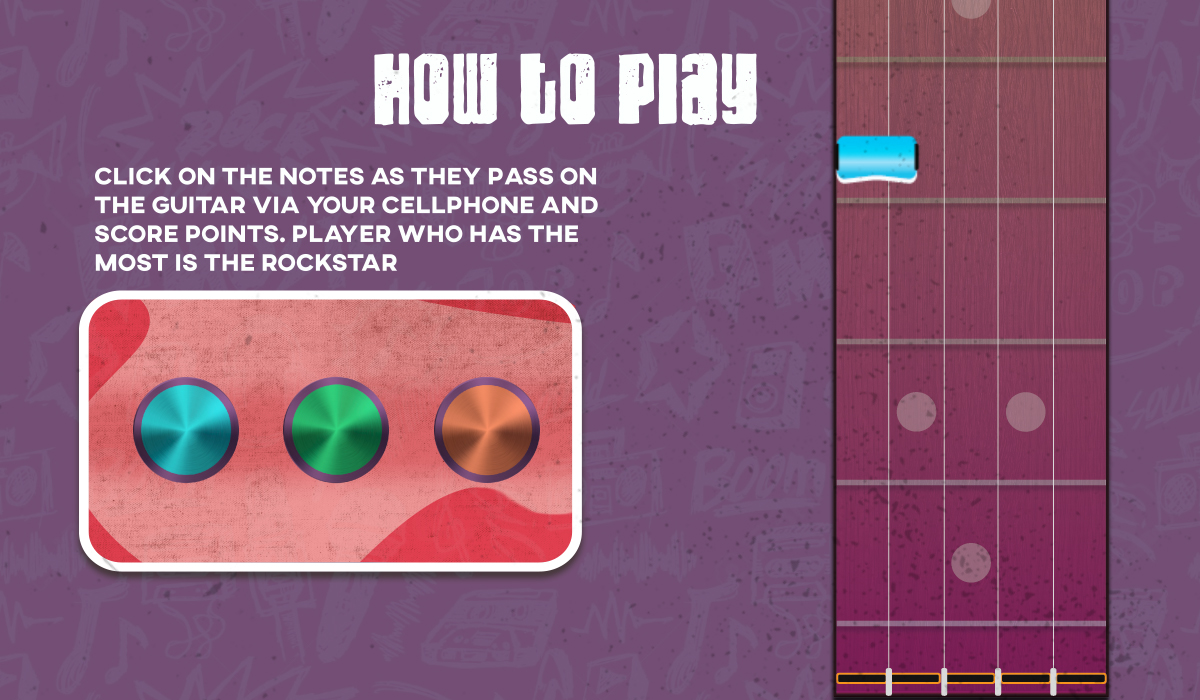 How to Play
CLICK ON THE NOTES AS THEY PASS ON
THE GUITAR VIA YOUR CELLPHONE AND
SCORE POINTS. PLAYER WHO HAS THE
MOST IS THE ROCKSTAR
BOOM